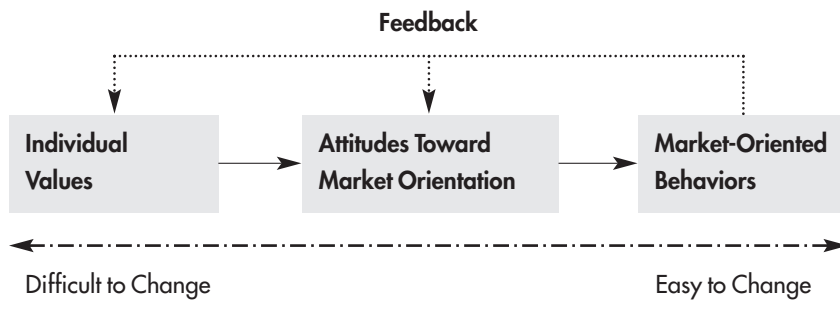 Feedback
Individual
Values
Attitudes Toward
Market Orientation
Market-Oriented
Behaviors
Difficult to Change
Easy to Change